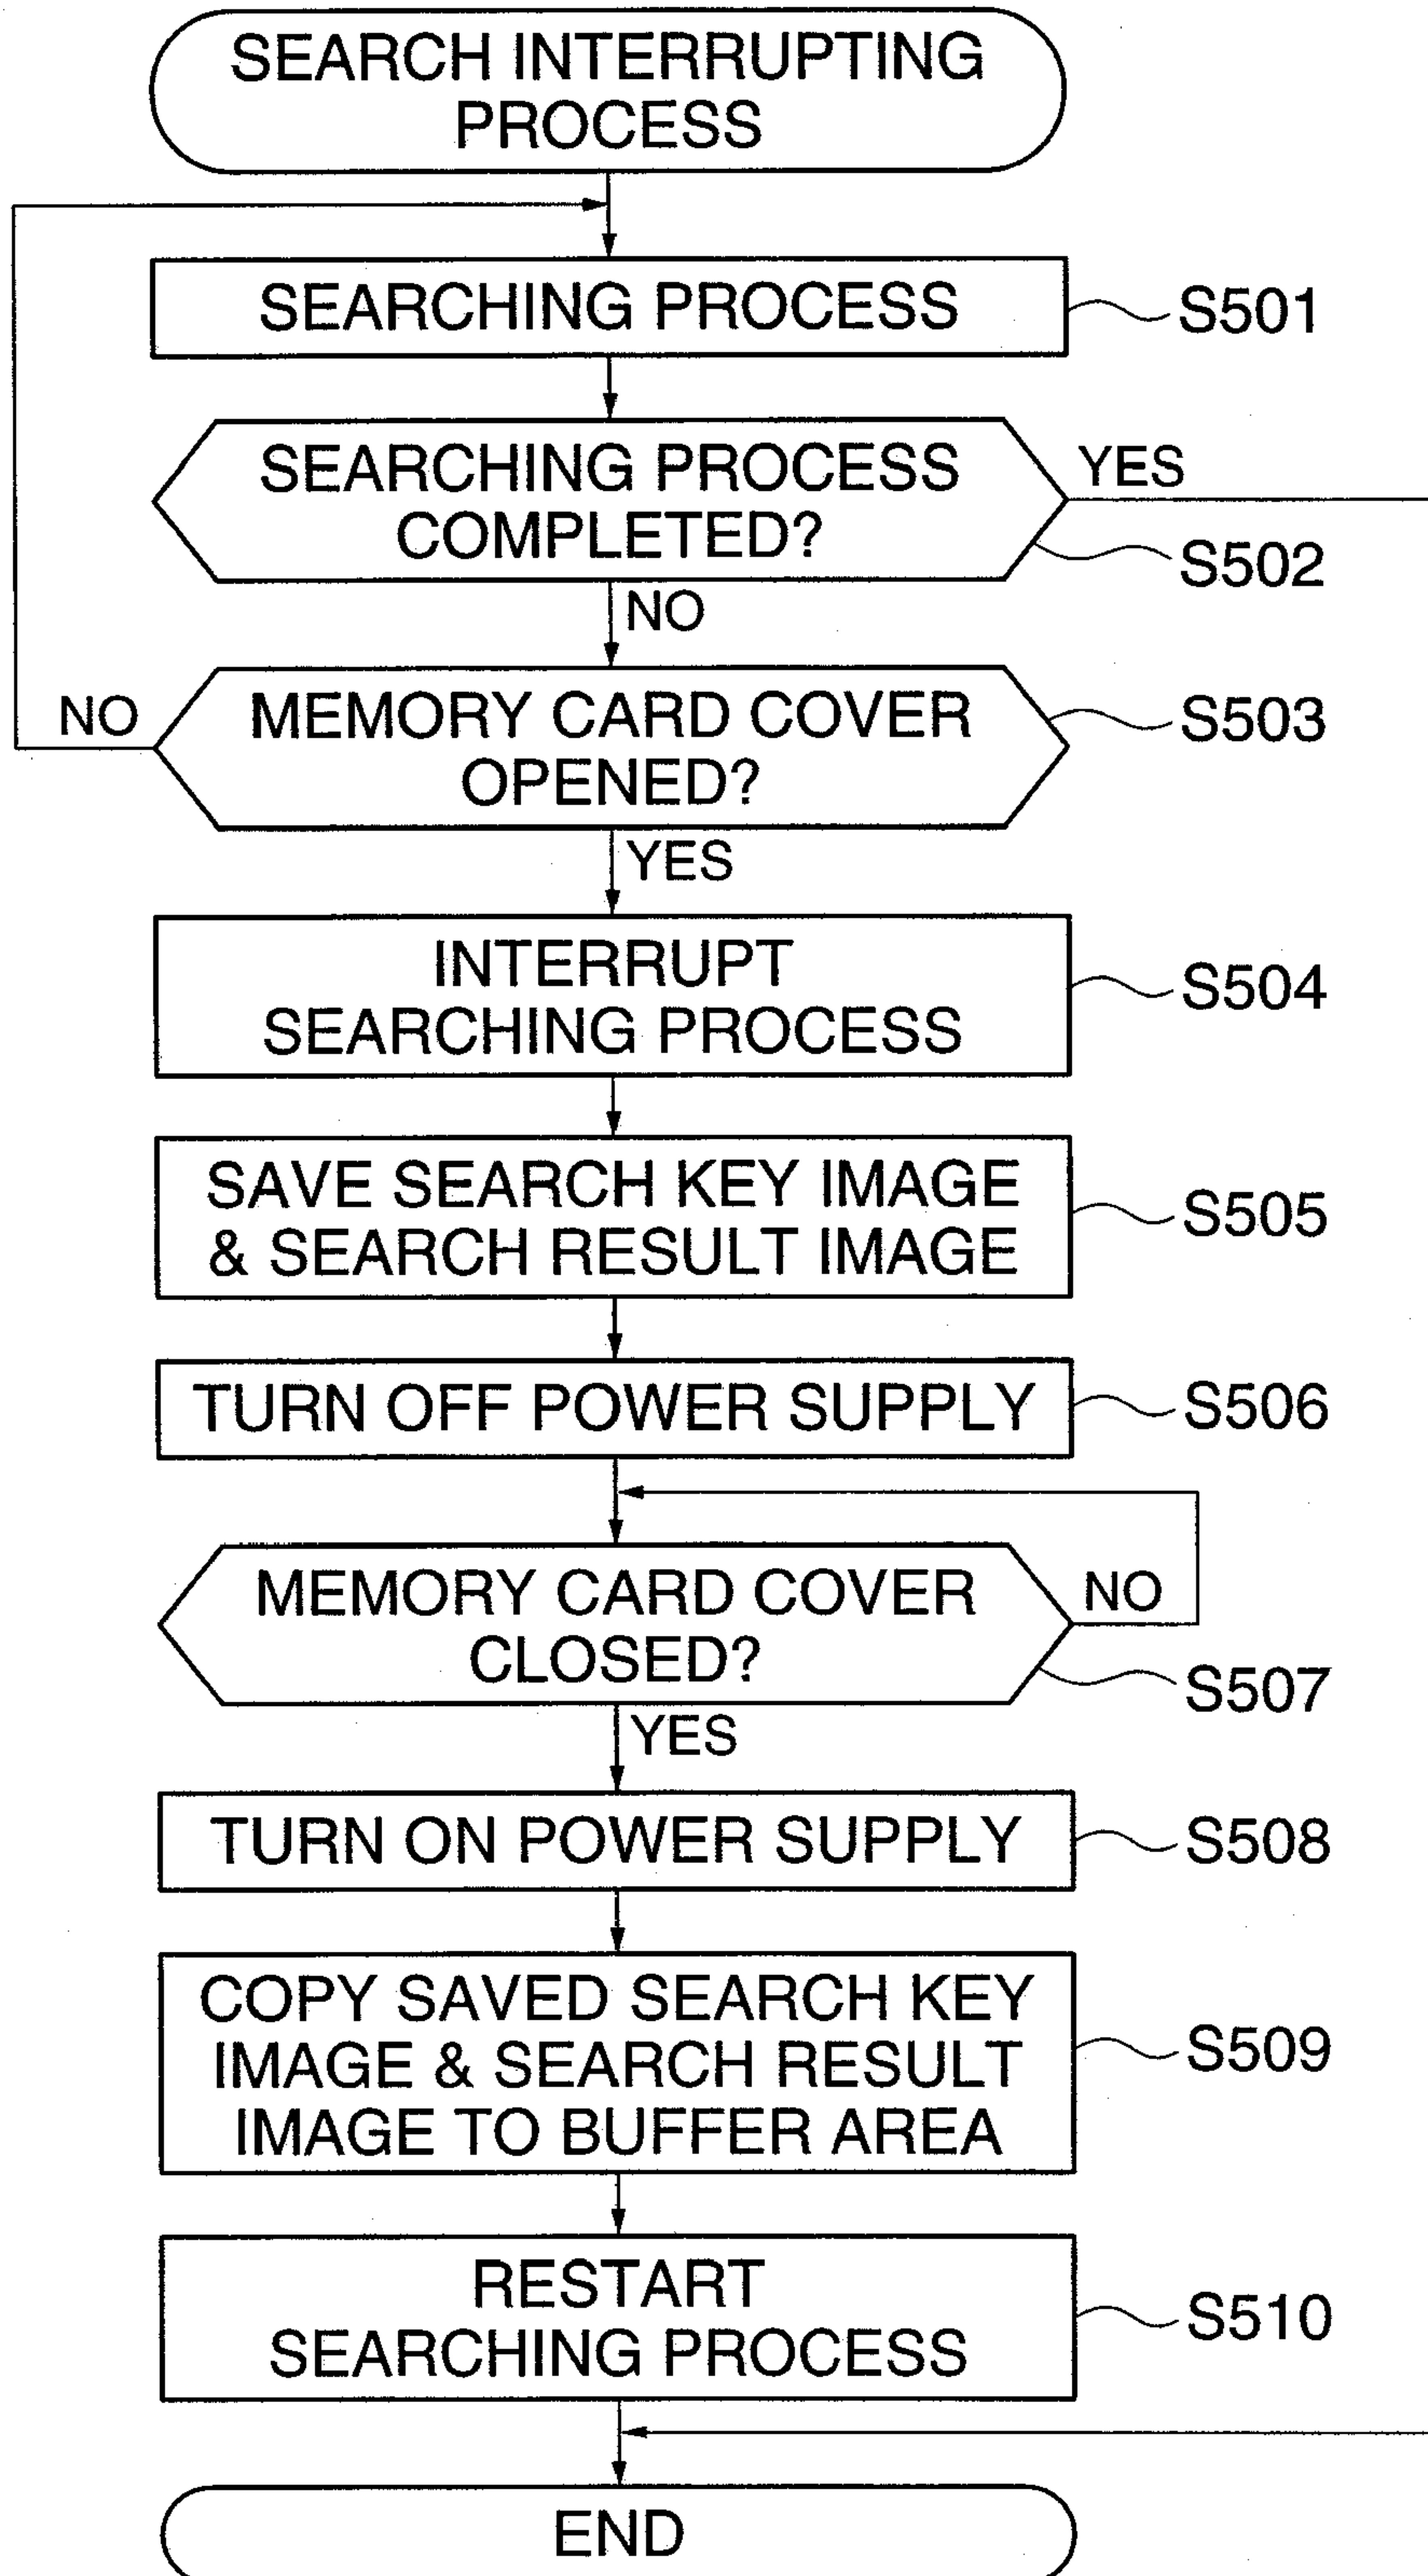 SEARCH INTERRUPTING
PROCESS
SEARCHING PROCESS
S501
SEARCHING PROCESS
COMPLETED?
YES
S502
NO
MEMORY CARD COVER
OPENED?
NO
S503
YES
INTERRUPT
SEARCHING PROCESS
S504
SAVE SEARCH KEY IMAGE
& SEARCH RESULT IMAGE
S505
TURN OFF POWER SUPPLY
S506
MEMORY CARD COVER
CLOSED?
NO
S507
YES
TURN ON POWER SUPPLY
S508
COPY SAVED SEARCH KEY
IMAGE & SEARCH RESULT
IMAGE TO BUFFER AREA
S509
RESTART
SEARCHING PROCESS
S510
END